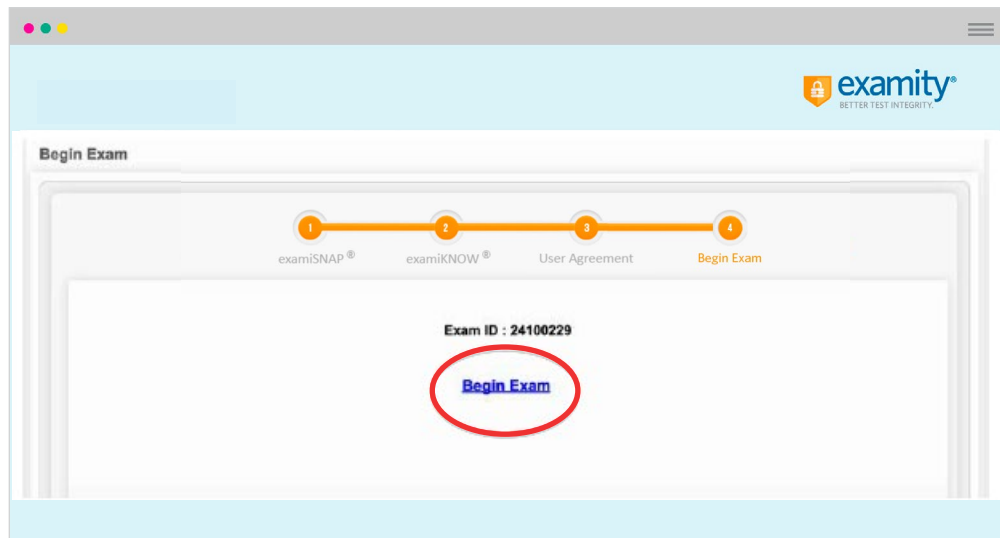 examity®
BETTER TEST INTEGRITY.
Begin Exam
1 2 3 4
examiSNAP ® examiKNOW ® User Agreement Begin Exam
Exam ID : 24100229
Begin Exam